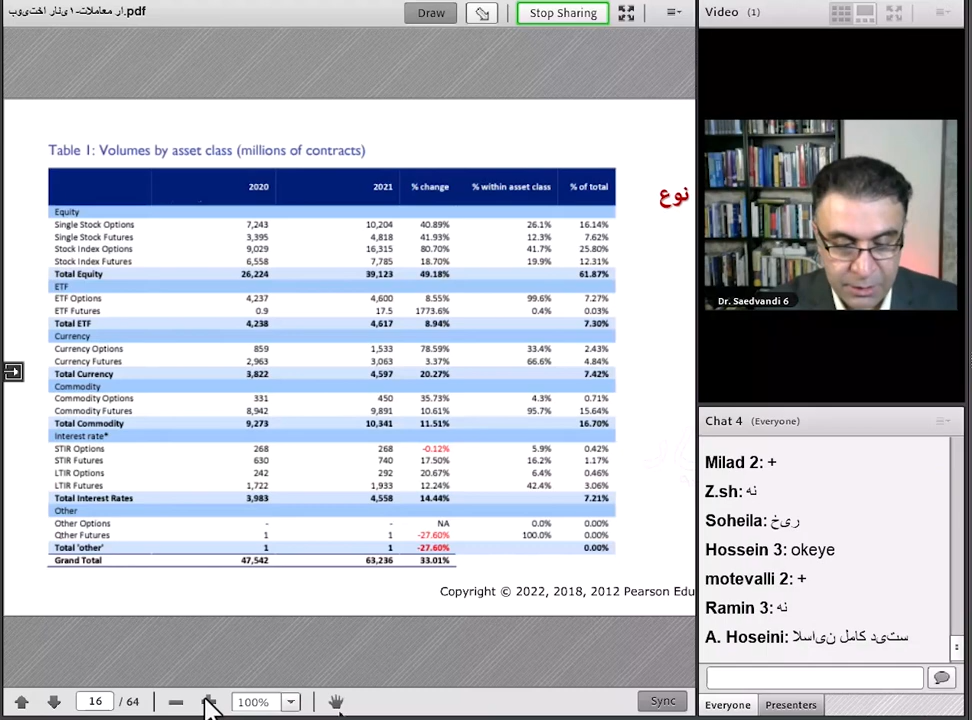 ار معاملات-۱یئنار اختیپوب.pdf
Draw
Stop Sharing
Video (1)
Table 1: Volumes by asset class (millions of contracts)
2020 2021 % change % within asset class % of total
نوع
Equity
Single Stock Options 7,243 10,204 40.89% 26.1% 16.14%
Single Stock Futures 3,395 4,818 41.93% 12.3% 7.62%
Stock Index Options 9,029 16,315 80.70% 41.7% 25.80%
Stock Index Futures 6,558 7,785 18.70% 19.9% 12.31%
Total Equity 26,224 39,123 49.18% 61.87%
ETF
ETF Options 4,237 4,600 8.55% 99.6% 7.27%
ETF Futures 0.9 17.5 1773.6% 0.4% 0.03%
Total ETF 4,238 4,617 8.94% 7.30%
Currency
Currency Options 859 1,533 78.59% 33.4% 2.43%
Currency Futures 2,963 3,063 3.37% 66.6% 4.84%
Total Currency 3,822 4,597 20.27% 7.42%
Commodity
Commodity Options 331 450 35.73% 4.3% 0.71%
Commodity Futures 8,942 9,891 10.61% 95.7% 15.64%
Total Commodity 9,273 10,341 11.51% 16.70%
Interest rate*
STIR Options 268 268 -0.12% 5.9% 0.42%
STIR Futures 630 740 17.50% 16.2% 1.17%
LTIR Options 242 292 20.67% 6.4% 0.46%
LTIR Futures 1,722 1,933 12.24% 42.4% 3.06%
Total Interest Rates 3,983 4,558 14.44% 7.21%
Other
Other Options - - NA 0.0% 0.00%
Other Futures 1 1 -27.60% 100.0% 0.00%
Total 'other' 1 1 -27.60% 0.00%
Grand Total 47,542 63,236 33.01%
Copyright © 2022, 2018, 2012 Pearson Edu
Dr. Saedvandi 6
Chat 4 (Everyone)
Milad 2: +
Z.sh: نه
Soheila: ریخ
Hossein 3: okeye
motevalli 2: +
Ramin 3: نه
A. Hoseini: ستید کامل نیاسلا
16 / 64
100%
Sync
Everyone Presenters